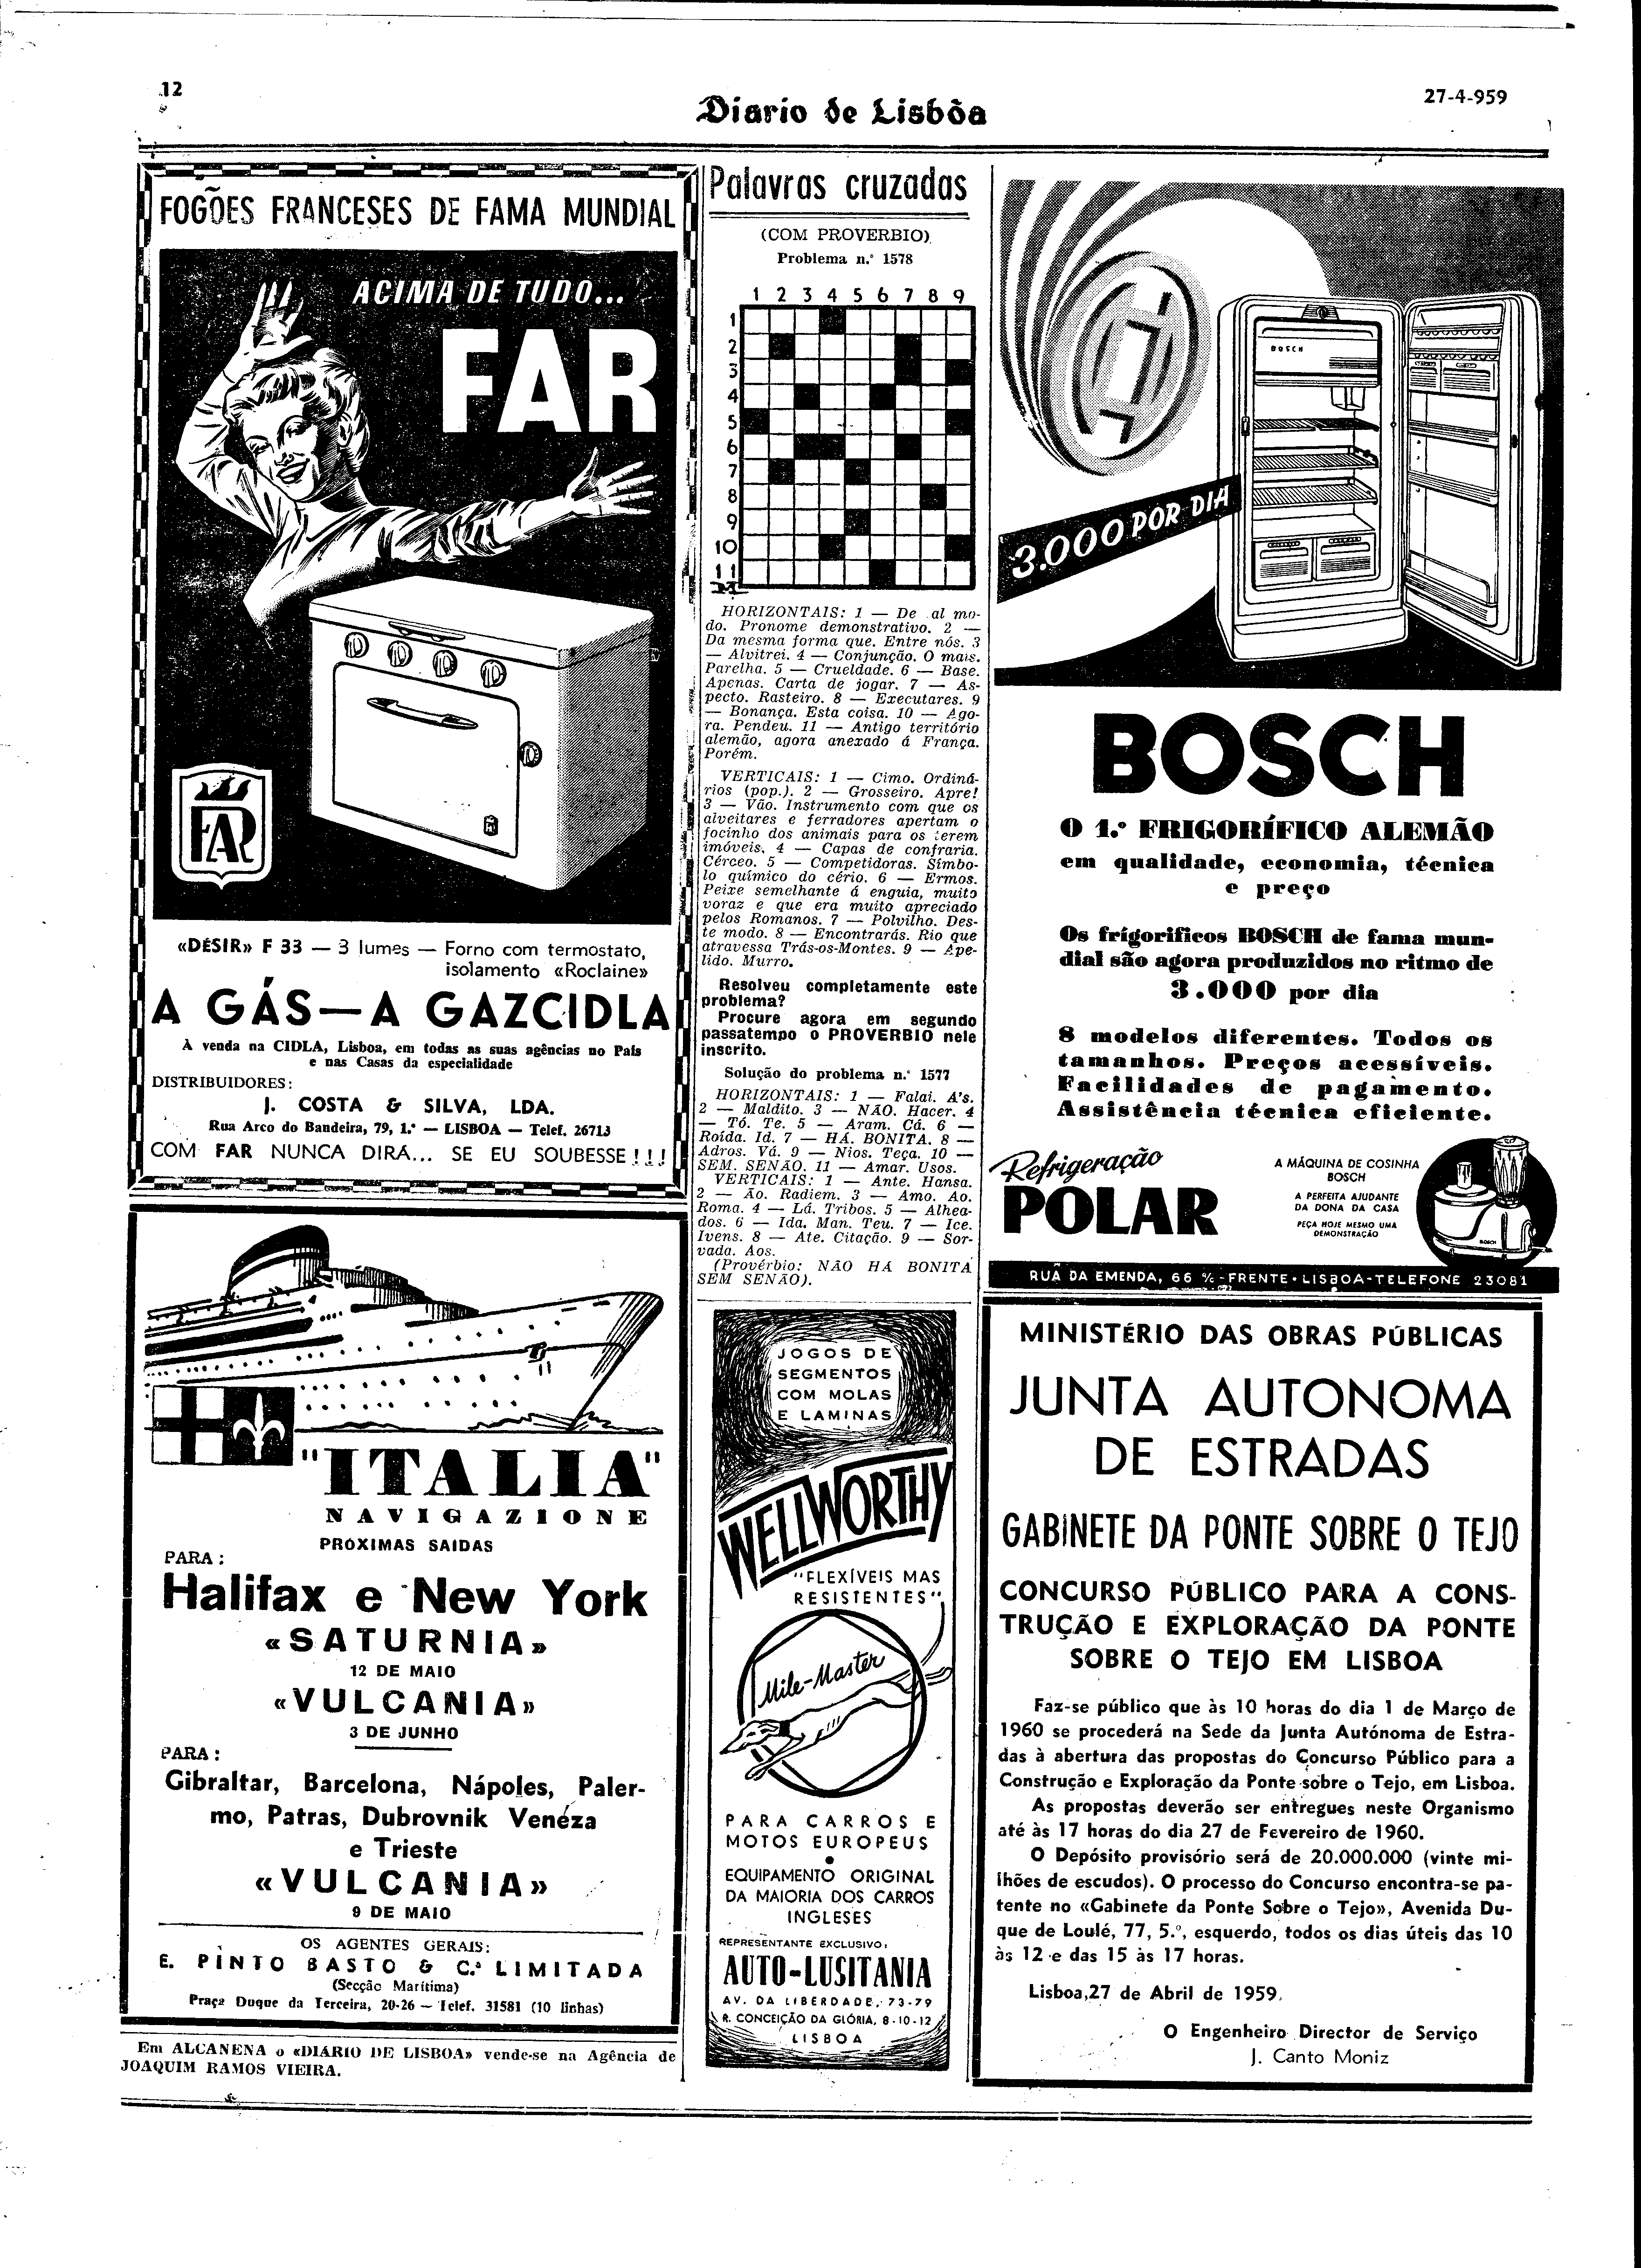 12
Diario de Lisbôa
27-4-959
FOGÕES FRANCESES DE FAMA MUNDIAL
ACIMA DE TUDO...
FAR
FAR
«DÉSIR» F 33 — 3 lumes — Forno com termostato,
isolamento «Roclaine»
A GÁS—A GAZCIDLA
À venda na CIDLA, Lisboa, em todas as suas agências no País
e nas Casas da especialidade
DISTRIBUIDORES:
J. COSTA & SILVA, LDA.
Rua Arco do Bandeira, 79, 1.º — LISBOA — Telef. 26713
COM FAR NUNCA DIRÁ... SE EU SOUBESSE!!!
"ITALIA"
NAVIGAZIONE
PRÓXIMAS SAIDAS
PARA:
Halifax e New York
«SATURNIA»
12 DE MAIO
«VULCANIA»
3 DE JUNHO
PARA:
Gibraltar, Barcelona, Nápoles, Paler-
mo, Patras, Dubrovnik Venéza
e Trieste
«VULCANIA»
9 DE MAIO
OS AGENTES GERAIS:
E. PINTO BASTO & C.ª LIMITADA
(Secção Marítima)
Praça Duque da Terceira, 20-26 — Telef. 31581 (10 linhas)
Em ALCANENA o «DIÁRIO DE LISBOA» vende-se na Agência de
JOAQUIM RAMOS VIEIRA.
Palavras cruzadas
(COM PROVERBIO)
Problema n.º 1578
1 2 3 4 5 6 7 8 9
1
2
3
4
5
6
7
8
9
10
11
HORIZONTAIS: 1 — De al mo-
do. Pronome demonstrativo. 2 —
Da mesma forma que. Entre nós. 3
— Alvitrei. 4 — Conjunção. O mais.
Parelha. 5 — Crueldade. 6 — Base.
Apenas. Carta de jogar. 7 — As-
pecto. Rasteiro. 8 — Executares. 9
— Bonança. Esta coisa. 10 — Ago-
ra. Pendeu. 11 — Antigo território
alemão, agora anexado á França.
Porém.
VERTICAIS: 1 — Cimo. Ordiná-
rios (pop.). 2 — Grosseiro. Apre!
3 — Vão. Instrumento com que os
alveitares e ferradores apertam o
focinho dos animais para os terem
imóveis. 4 — Capas de confraria.
Cérceo. 5 — Competidoras. Símbo-
lo químico do cério. 6 — Ermos.
Peixe semelhante á enguia, muito
voraz e que era muito apreciado
pelos Romanos. 7 — Polvilho. Des-
te modo. 8 — Encontrarás. Rio que
atravessa Trás-os-Montes. 9 — Ape-
lido. Murro.
Resolveu completamente este
problema?
Procure agora em segundo
passatempo o PROVERBIO nele
inscrito.
Solução do problema n.º 1577
HORIZONTAIS: 1 — Falai. A's.
2 — Maldito. 3 — NÃO. Hacer. 4
— Tó. Te. 5 — Aram. Cá. 6 —
Roída. Id. 7 — HÁ. BONITA. 8 —
Adros. Vá. 9 — Nios. Teça. 10 —
SEM. SENÃO. 11 — Amar. Usos.
VERTICAIS: 1 — Ante. Hansa.
2 — Ão. Radiem. 3 — Amo. Ao.
Roma. 4 — Lá. Tribos. 5 — Alhea-
dos. 6 — Ida. Man. Teu. 7 — Ice.
Ivens. 8 — Ate. Citação. 9 — Sor-
vada. Aos.
(Provérbio: NÃO HÁ BONITA
SEM SENÃO).
JOGOS DE
SEGMENTOS
COM MOLAS
E LAMINAS
WELLWORTHY
"FLEXÍVEIS MAS
RESISTENTES"
Mile-Master
PARA CARROS E
MOTOS EUROPEUS
EQUIPAMENTO ORIGINAL
DA MAIORIA DOS CARROS
INGLESES
REPRESENTANTE EXCLUSIVO:
AUTO-LUSITANIA
AV. DA LIBERDADE, 73-79
R. CONCEIÇÃO DA GLÓRIA, 8-10-12
LISBOA
BOSCH
3.000 POR DIA
BOSCH
O 1.º FRIGORÍFICO ALEMÃO
em qualidade, economia, técnica
e preço
Os frigorificos BOSCH de fama mun-
dial são agora produzidos no ritmo de
3.000 por dia
8 modelos diferentes. Todos os
tamanhos. Preços acessíveis.
Facilidades de pagamento.
Assistência técnica eficiente.
Refrigeração
POLAR
A MÁQUINA DE COSINHA
BOSCH
A PERFEITA AJUDANTE
DA DONA DA CASA
PEÇA HOJE MESMO UMA
DEMONSTRAÇÃO
BOSCH
RUA DA EMENDA, 66 %-FRENTE•LISBOA-TELEFONE 23081
MINISTÉRIO DAS OBRAS PÚBLICAS
JUNTA AUTONOMA
DE ESTRADAS
GABINETE DA PONTE SOBRE O TEJO
CONCURSO PÚBLICO PARA A CONS-
TRUÇÃO E EXPLORAÇÃO DA PONTE
SOBRE O TEJO EM LISBOA
Faz-se público que às 10 horas do dia 1 de Março de
1960 se procederá na Sede da Junta Autónoma de Estra-
das à abertura das propostas do Concurso Público para a
Construção e Exploração da Ponte sobre o Tejo, em Lisboa.
As propostas deverão ser entregues neste Organismo
até às 17 horas do dia 27 de Fevereiro de 1960.
O Depósito provisório será de 20.000.000 (vinte mi-
lhões de escudos). O processo do Concurso encontra-se pa-
tente no «Gabinete da Ponte Sobre o Tejo», Avenida Du-
que de Loulé, 77, 5.º, esquerdo, todos os dias úteis das 10
às 12 e das 15 às 17 horas.
Lisboa,27 de Abril de 1959.
O Engenheiro Director de Serviço
J. Canto Moniz